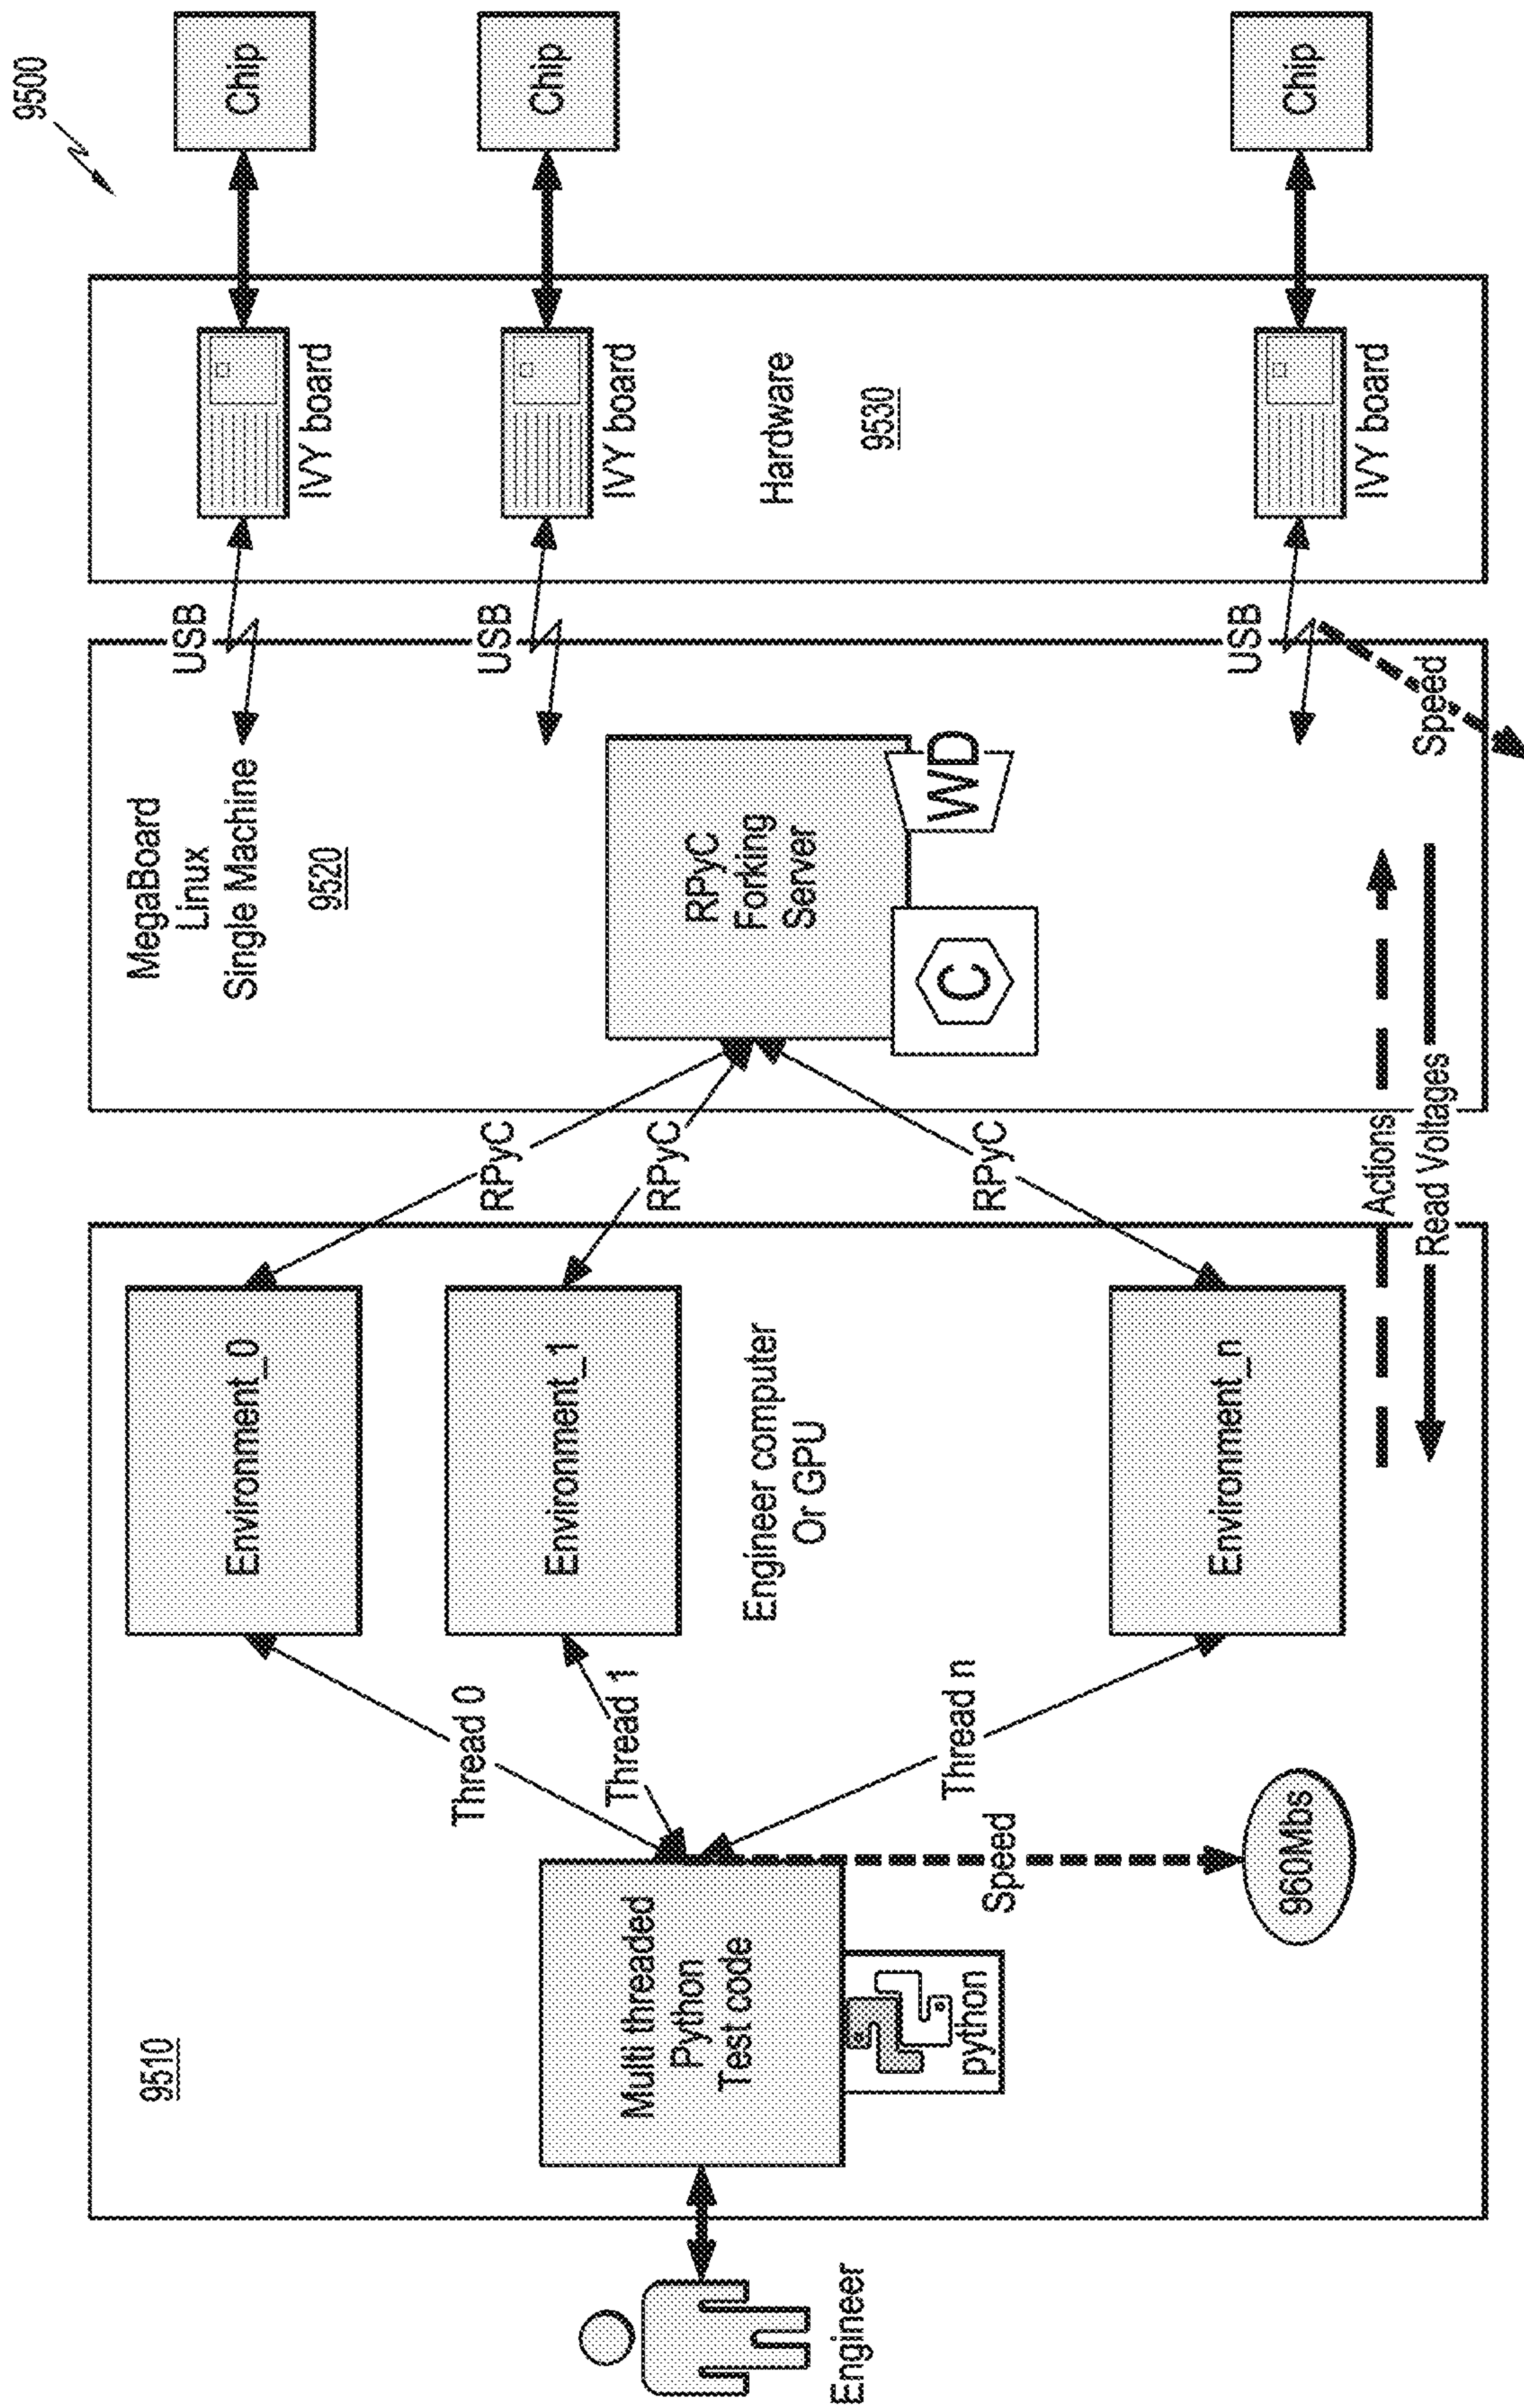 9500
9510
Engineer
Multi threaded
Python
Test code
python
Speed
960Mbs
Thread 0
Thread 1
Thread n
Environment_0
Environment_1
Environment_n
Engineer computer
Or GPU
RPyC
RPyC
RPyC
Actions
Read Voltages
MegaBoard
Linux
Single Machine
9520
RPyC
Forking
Server
C
WD
USB
USB
USB
Speed
IVY board
IVY board
IVY board
Hardware
9530
Chip
Chip
Chip